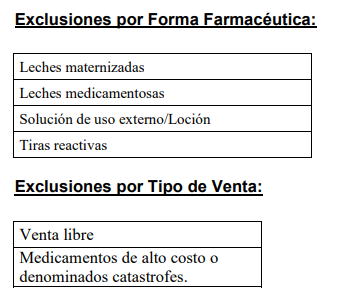 Exclusiones por Forma Farmacéutica:
Leches maternizadas
Leches medicamentosas
Solución de uso externo/Loción
Tiras reactivas
Exclusiones por Tipo de Venta:
Venta libre
Medicamentos de alto costo o
denominados catastrofes.